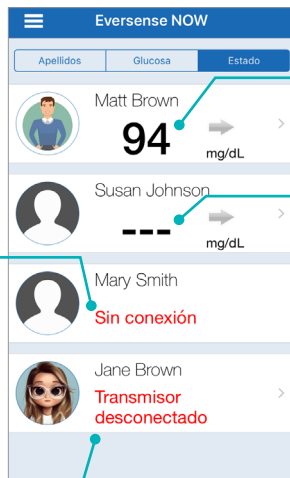 Eversense NOW
Apellidos Glucosa Estado
Matt Brown
94
mg/dL
Susan Johnson
---
mg/dL
Mary Smith
Sin conexión
Jane Brown
Transmisor
desconectado